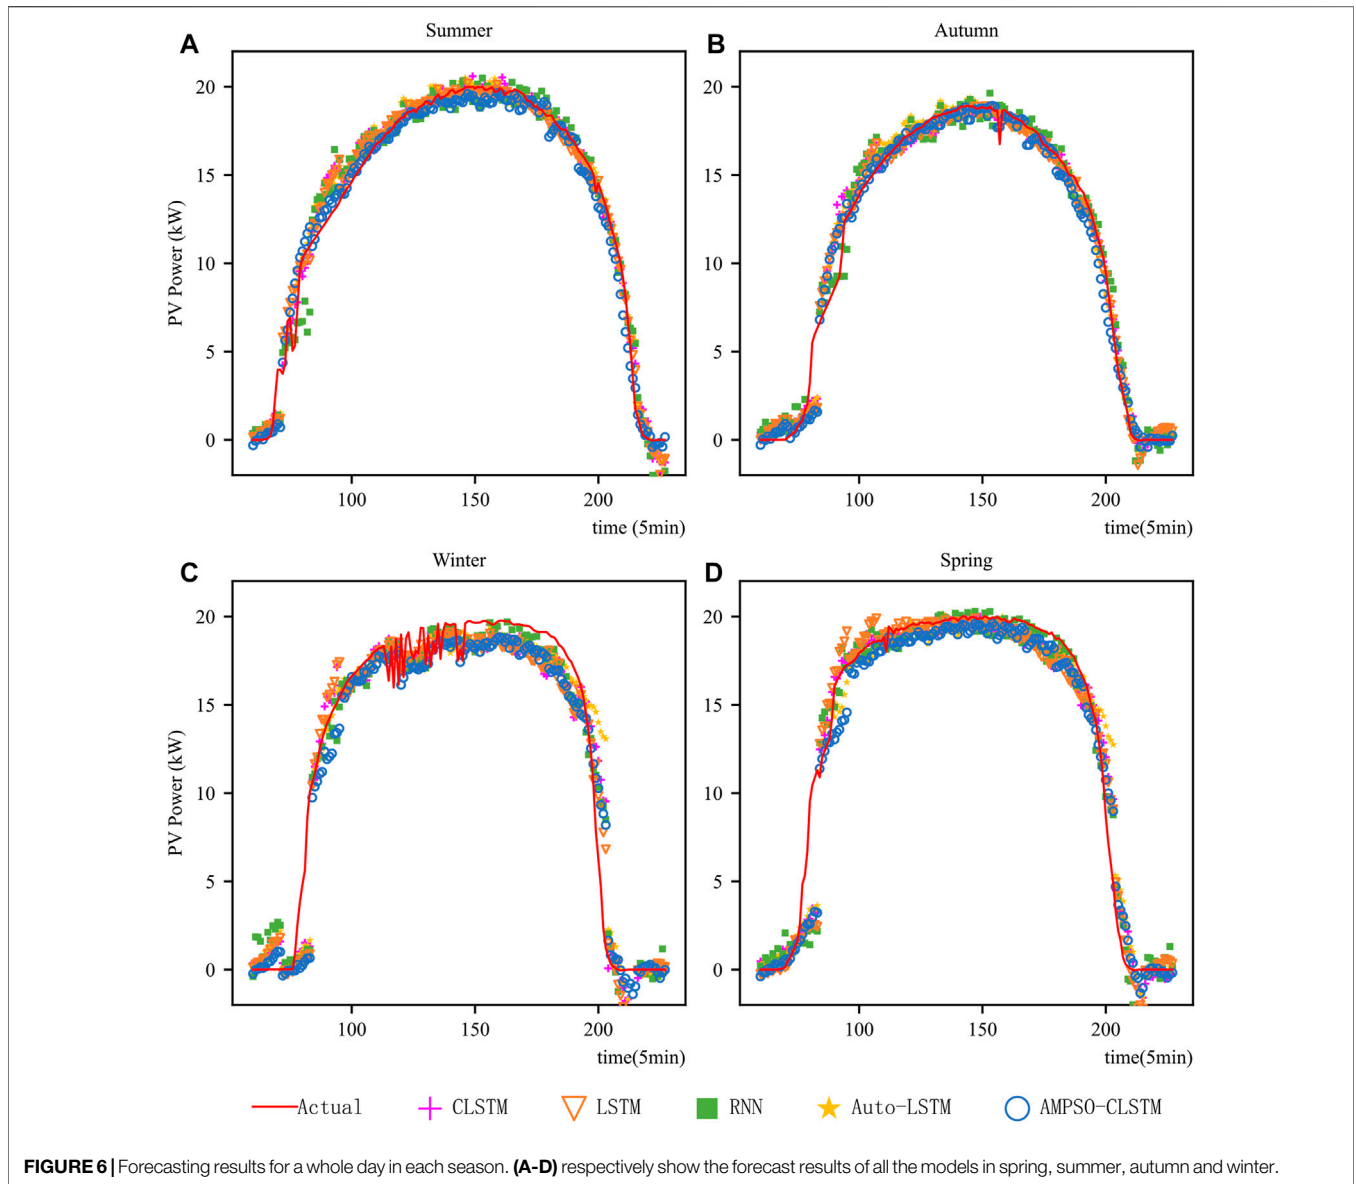 A
Summer
20
15
10
5
0
PV Power (kW)
100
150
200
time (5min)
B
Autumn
20
15
10
5
0
100
150
200
time(5min)
C
Winter
20
15
10
5
0
PV Power (kW)
100
150
200
time(5min)
D
Spring
20
15
10
5
0
100
150
200
time(5min)
Actual CLSTM LSTM RNN Auto-LSTM AMPSO-CLSTM
FIGURE 6 | Forecasting results for a whole day in each season. (A-D) respectively show the forecast results of all the models in spring, summer, autumn and winter.